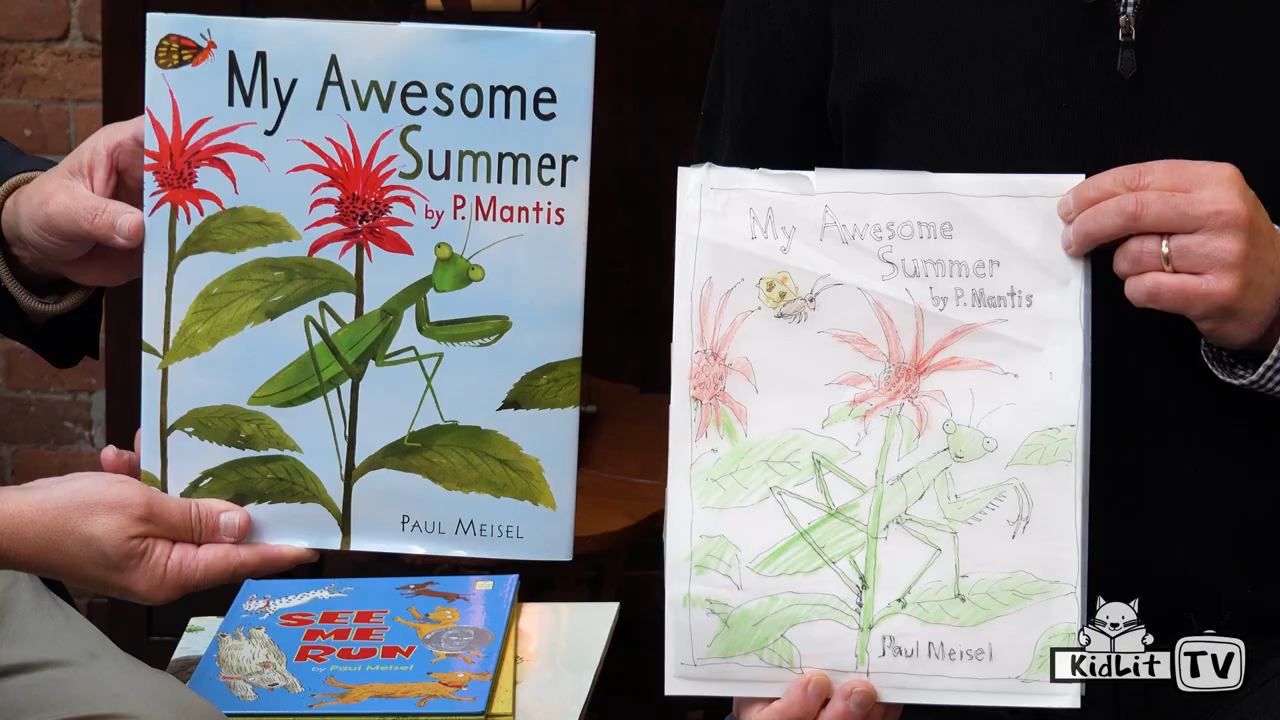 My Awesome
Summer
by P. Mantis
PAUL MEISEL
My Awesome
Summer
by P. Mantis
Paul Meisel
SEE
ME
RUN
by Paul Meisel
KidLit TV